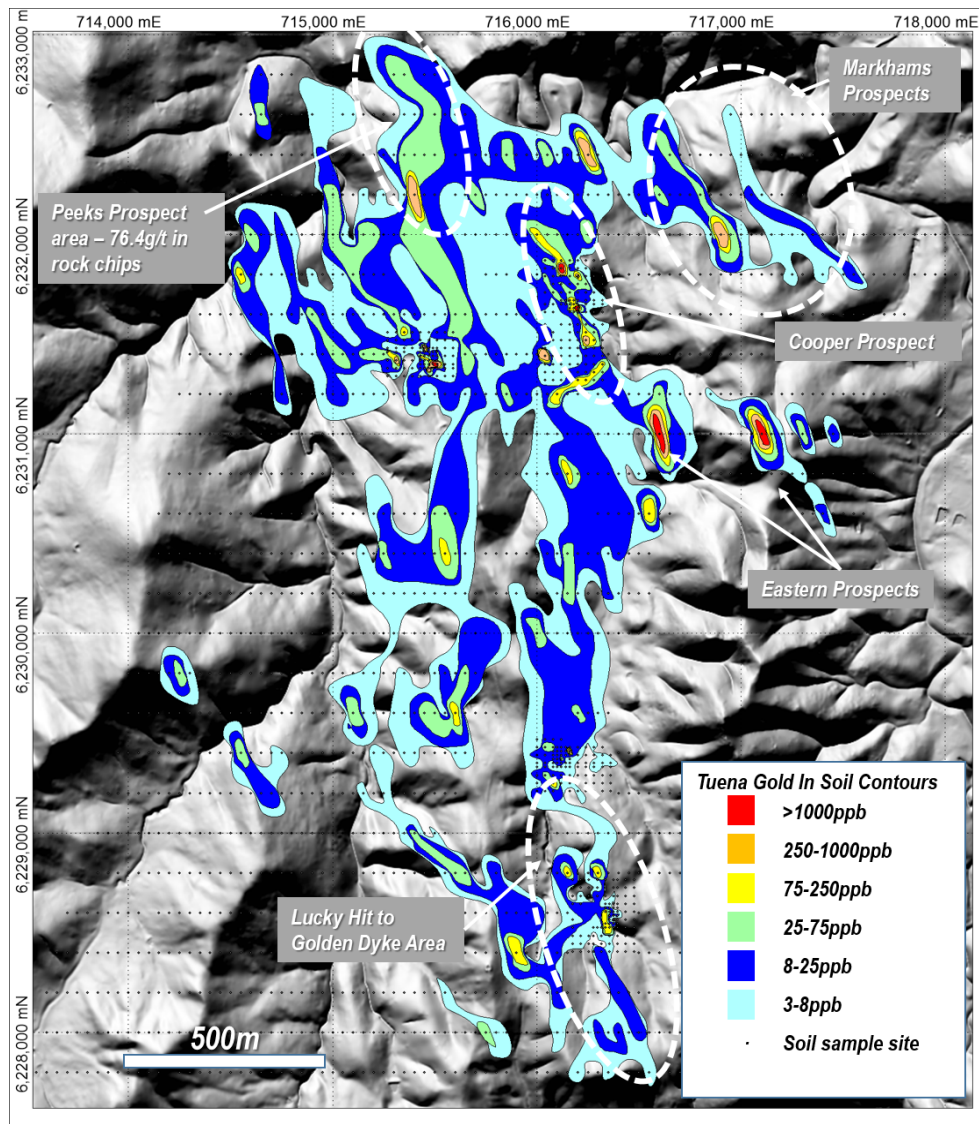 714,000 mE
715,000 mE
716,000 mE
717,000 mE
718,000 mE
6,233,000 m
6,232,000 mN
6,231,000 mN
6,230,000 mN
6,229,000 mN
6,228,000 mN
Markhams
Prospects
Peeks Prospect
area – 76.4g/t in
rock chips
Cooper Prospect
Eastern Prospects
Lucky Hit to
Golden Dyke Area
500m
Tuena Gold In Soil Contours
>1000ppb
250-1000ppb
75-250ppb
25-75ppb
8-25ppb
3-8ppb
Soil sample site